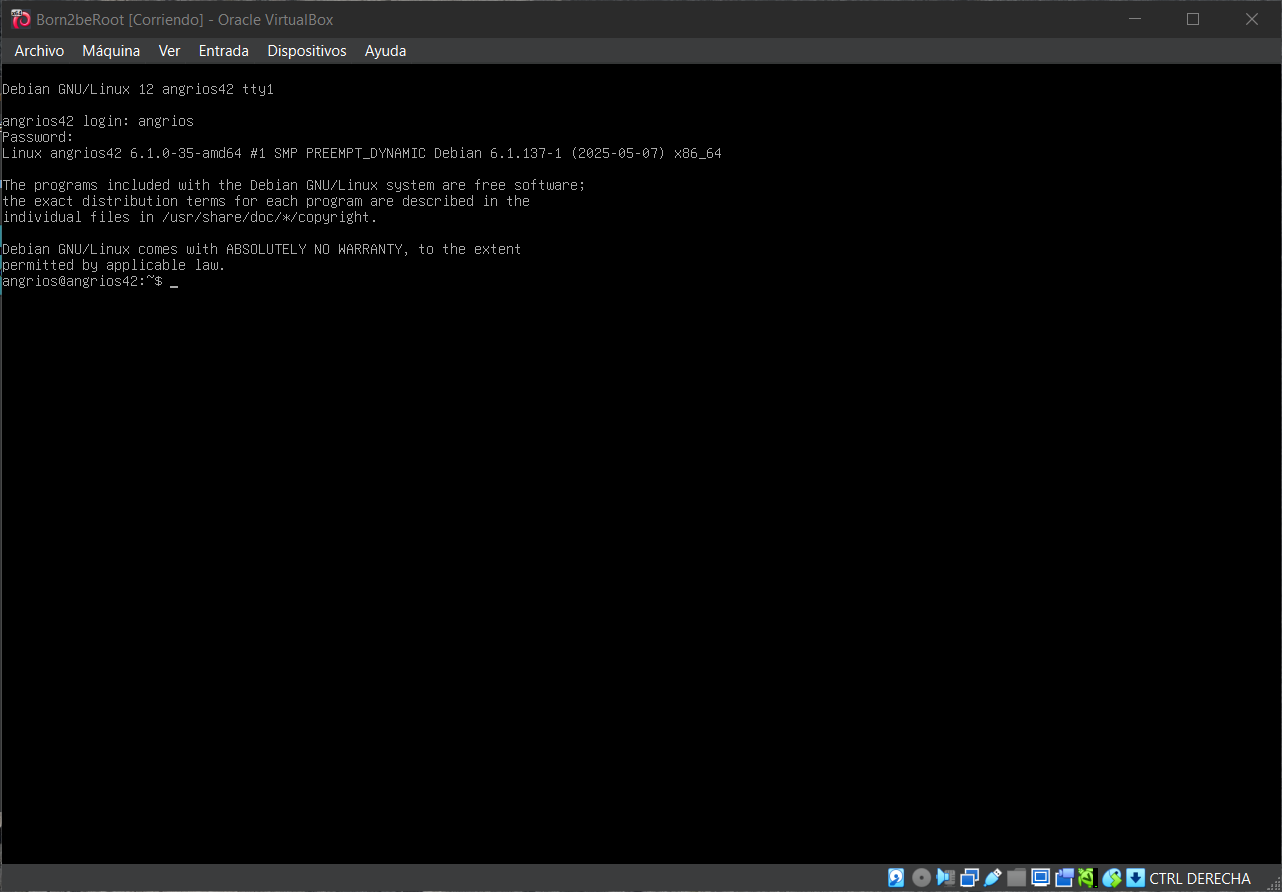 Born2beRoot [Corriendo] - Oracle VirtualBox
Archivo Máquina Ver Entrada Dispositivos Ayuda
Debian GNU/Linux 12 angrios42 tty1
angrios42 login: angrios
Password:
Linux angrios42 6.1.0-35-amd64 #1 SMP PREEMPT_DYNAMIC Debian 6.1.137-1 (2025-05-07) x86_64
The programs included with the Debian GNU/Linux system are free software;
the exact distribution terms for each program are described in the
individual files in /usr/share/doc/*/copyright.
Debian GNU/Linux comes with ABSOLUTELY NO WARRANTY, to the extent
permitted by applicable law.
angrios@angrios42:~$ _
CTRL DERECHA